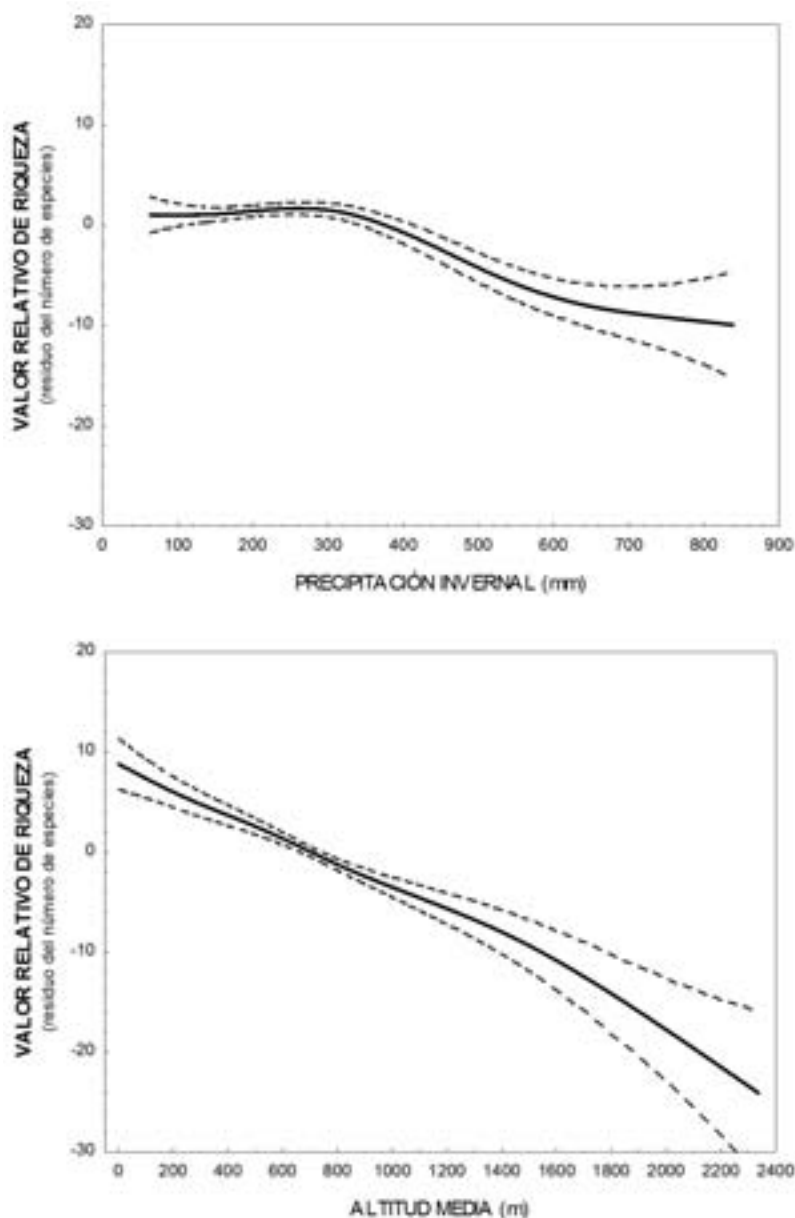 VALOR RELATIVO DE RIQUEZA
(residuo del número de especies)
20
10
0
-10
-20
-30
0 100 200 300 400 500 600 700 800 900
PRECIPITACIÓN INVERNAL (mm)
VALOR RELATIVO DE RIQUEZA
(residuo del número de especies)
20
10
0
-10
-20
-30
0 200 400 600 800 1000 1200 1400 1600 1800 2000 2200 2400
ALTITUD MEDIA (m)